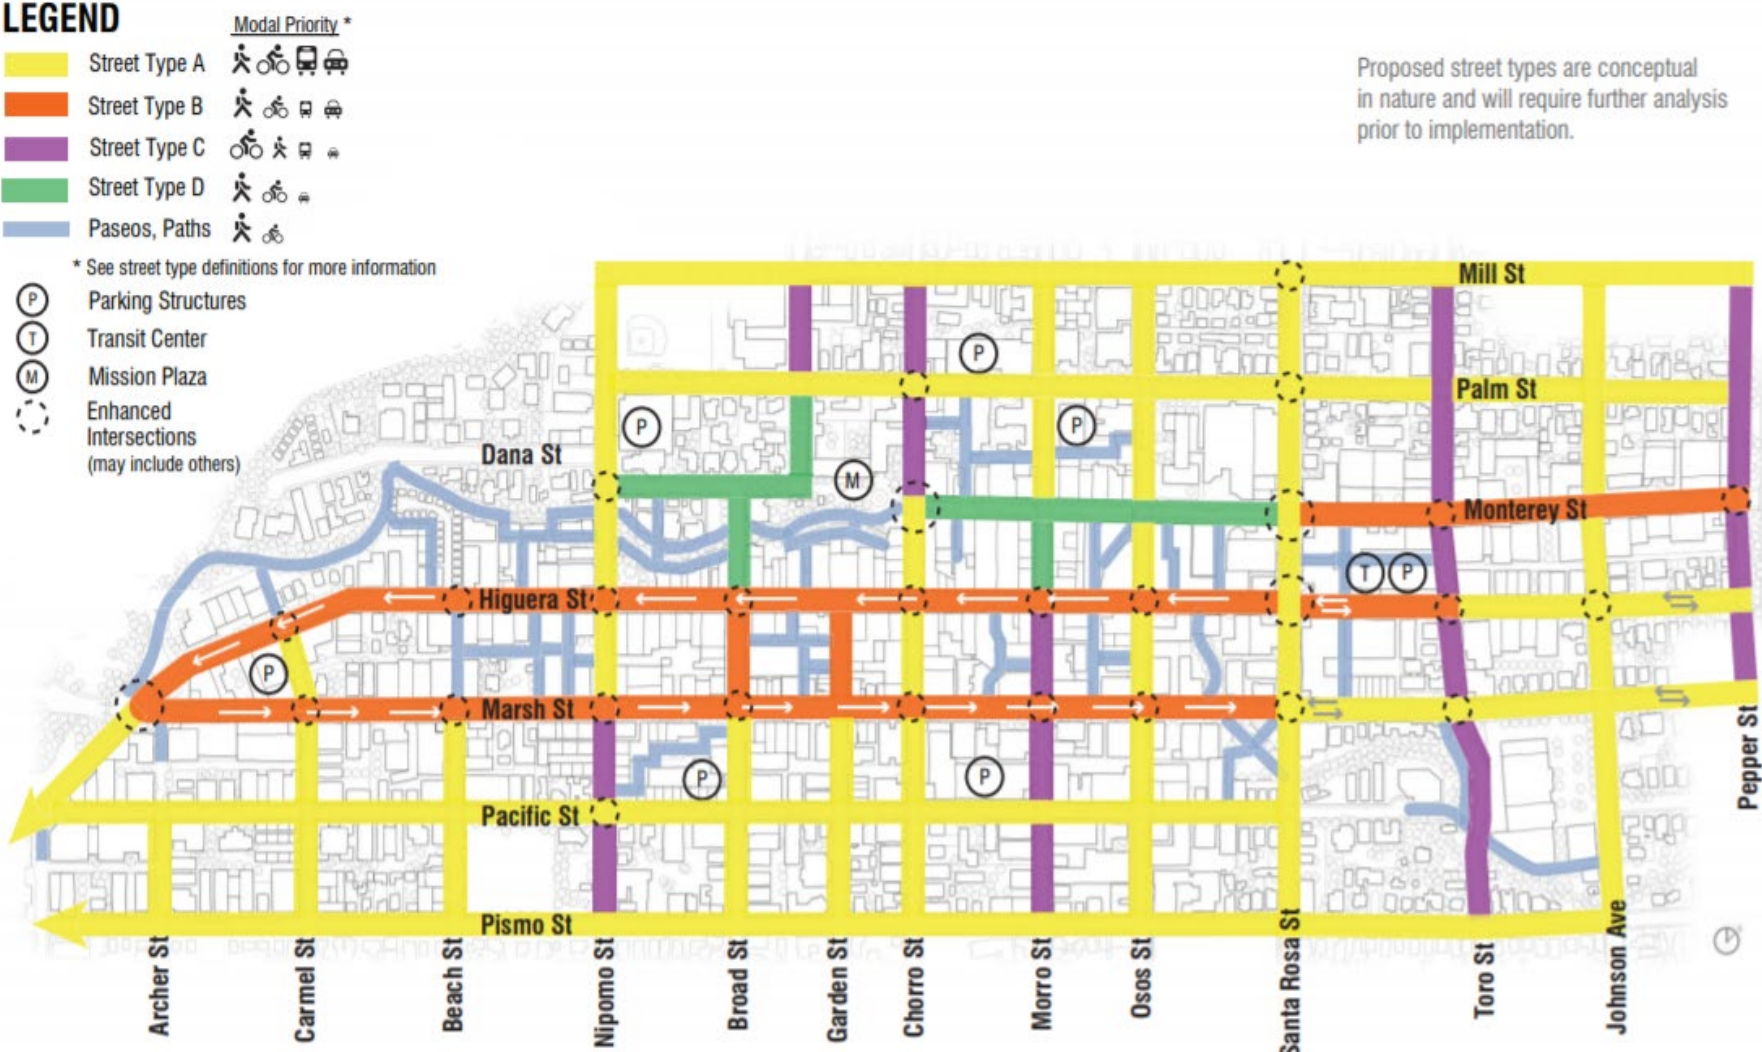 LEGEND
Modal Priority *
Street Type A
Street Type B
Street Type C
Street Type D
Paseos, Paths
* See street type definitions for more information
P Parking Structures
T Transit Center
M Mission Plaza
Enhanced
Intersections
(may include others)
Proposed street types are conceptual
in nature and will require further analysis
prior to implementation.
Mill St
P
Palm St
P
P
Dana St
M
Monterey St
T P
Higuera St
P
Marsh St
Pepper St
P
P
Pacific St
Pismo St
Archer St
Carmel St
Beach St
Nipomo St
Broad St
Garden St
Chorro St
Morro St
Osos St
Santa Rosa St
Toro St
Johnson Ave